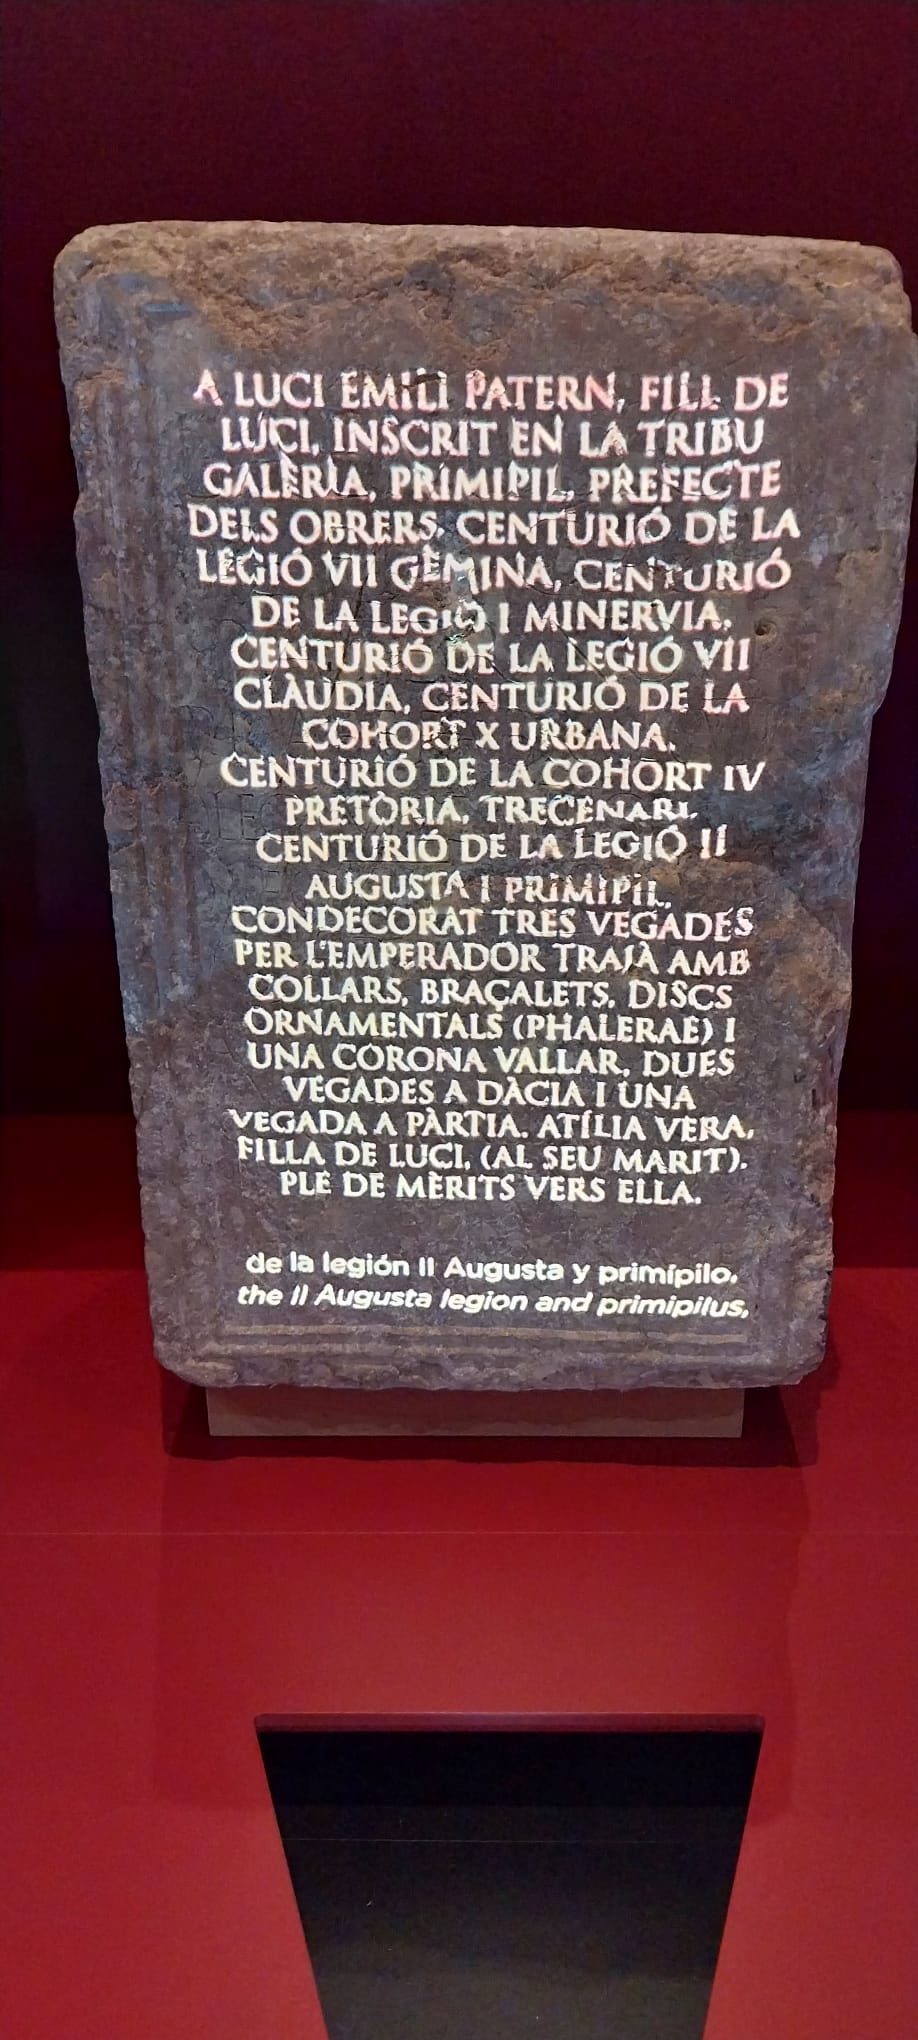 A LUCI EMILI PATERN, FILL DE
LUCI, INSCRIT EN LA TRIBU
GALÈRIA, PRIMIPIL, PREFECTE
DELS OBRERS, CENTURIÓ DE LA
LEGIÓ VII GÈMINA, CENTURIÓ
DE LA LEGIÓ I MINERVIA,
CENTURIÓ DE LA LEGIÓ VII
CLÀUDIA, CENTURIÓ DE LA
COHORT X URBANA,
CENTURIÓ DE LA COHORT IV
PRETÒRIA, TRECENARI,
CENTURIÓ DE LA LEGIÓ II
AUGUSTA I PRIMIPIL,
CONDECORAT TRES VEGADES
PER L'EMPERADOR TRAJÀ AMB
COLLARS, BRAÇALETS, DISCS
ORNAMENTALS (PHALERAE) I
UNA CORONA VALLAR, DUES
VEGADES A DÀCIA I UNA
VEGADA A PÀRTIA. ATÍLIA VERA,
FILLA DE LUCI, (AL SEU MARIT),
PLE DE MÈRITS VERS ELLA.
de la legión II Augusta y primípilo,
the II Augusta legion and primipilus,